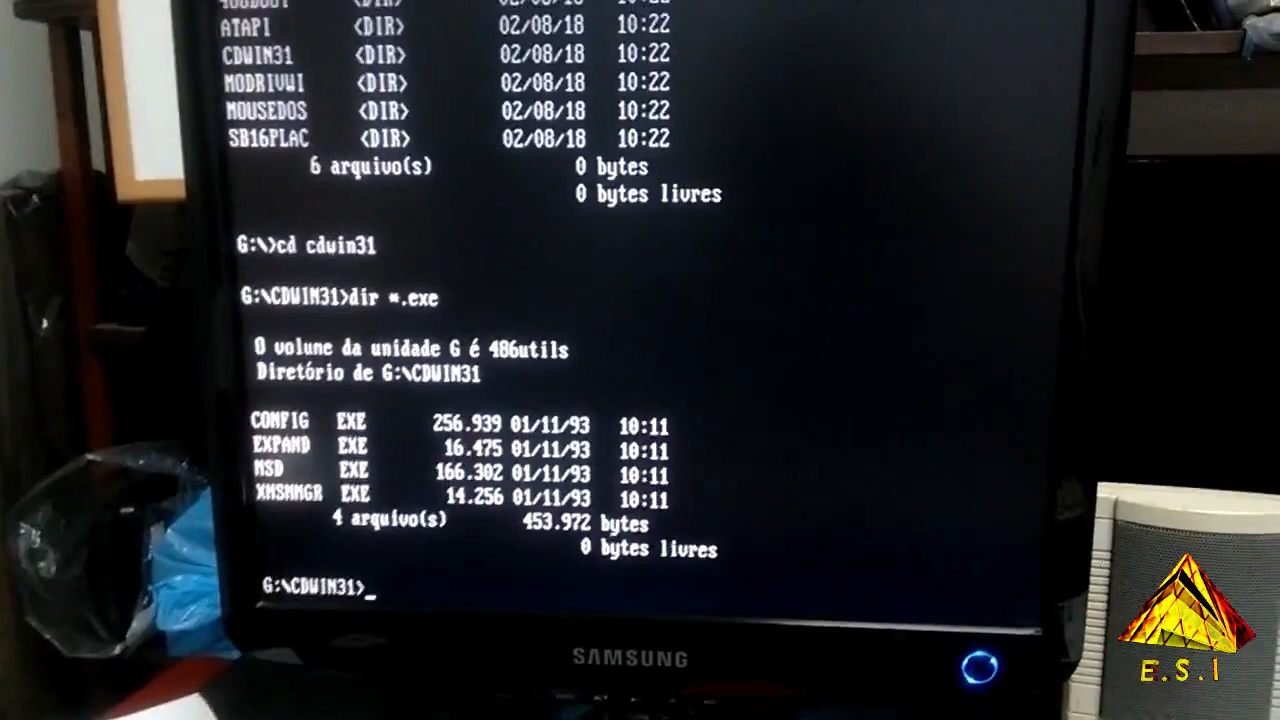 ATAPI <DIR> 02/08/18 10:22
CDWIN31 <DIR> 02/08/18 10:22
MODRIVWI <DIR> 02/08/18 10:22
MOUSEDOS <DIR> 02/08/18 10:22
SB16PLAC <DIR> 02/08/18 10:22
6 arquivo(s) 0 bytes
0 bytes livres
G:\>cd cdwin31
G:\CDWIN31>dir *.exe
O volume da unidade G é 486utils
Diretório de G:\CDWIN31
CONFIG EXE 256.939 01/11/93 10:11
EXPAND EXE 16.475 01/11/93 10:11
MSD EXE 166.302 01/11/93 10:11
XMSMMGR EXE 14.256 01/11/93 10:11
4 arquivo(s) 453.972 bytes
0 bytes livres
G:\CDWIN31>_
SAMSUNG
E.S.I